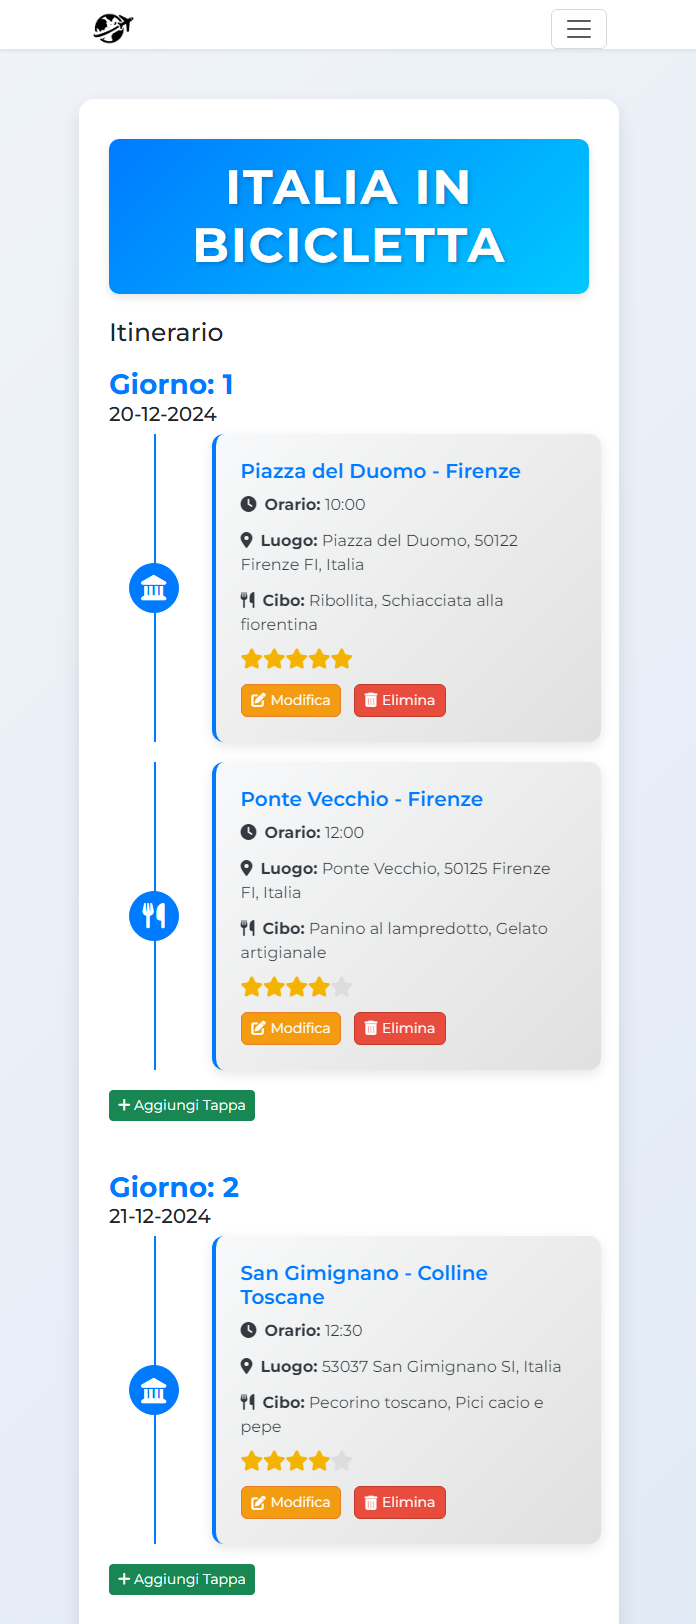 ITALIA IN
BICICLETTA
Itinerario
Giorno: 1
20-12-2024
Piazza del Duomo - Firenze
Orario: 10:00
Luogo: Piazza del Duomo, 50122
Firenze FI, Italia
Cibo: Ribollita, Schiacciata alla
fiorentina
Modifica Elimina
Ponte Vecchio - Firenze
Orario: 12:00
Luogo: Ponte Vecchio, 50125 Firenze
FI, Italia
Cibo: Panino al lampredotto, Gelato
artigianale
Modifica Elimina
+ Aggiungi Tappa
Giorno: 2
21-12-2024
San Gimignano - Colline
Toscane
Orario: 12:30
Luogo: 53037 San Gimignano SI, Italia
Cibo: Pecorino toscano, Pici cacio e
pepe
Modifica Elimina
+ Aggiungi Tappa